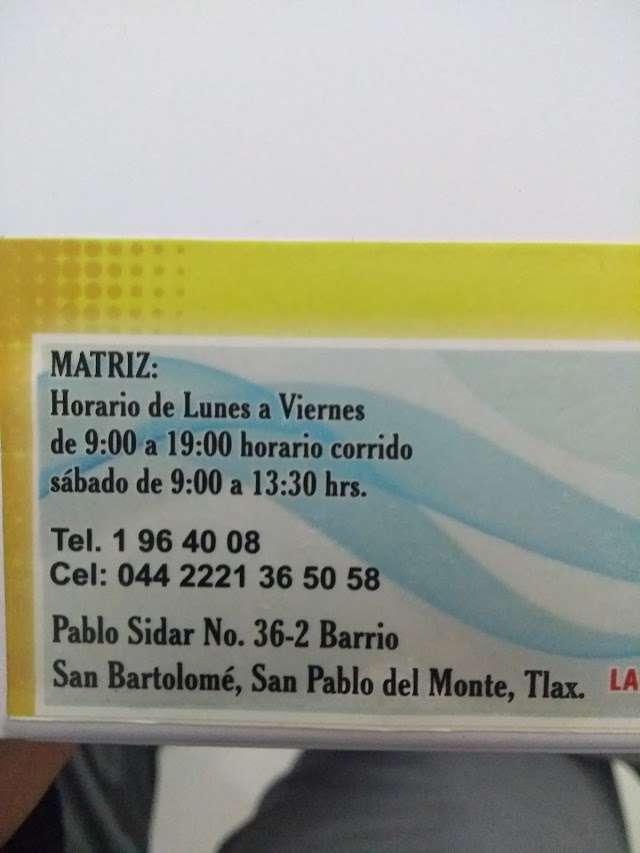 MATRIZ:
Horario de Lunes a Viernes
de 9:00 a 19:00 horario corrido
sábado de 9:00 a 13:30 hrs.
Tel. 1 96 40 08
Cel: 044 2221 36 50 58
Pablo Sidar No. 36-2 Barrio
San Bartolomé, San Pablo del Monte, Tlax.
LA